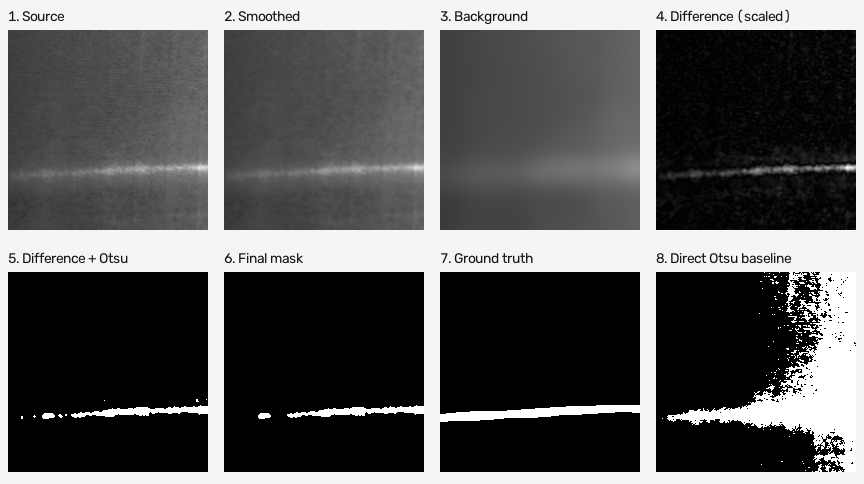 1. Source
2. Smoothed
3. Background
4. Difference (scaled)
5. Difference + Otsu
6. Final mask
7. Ground truth
8. Direct Otsu baseline